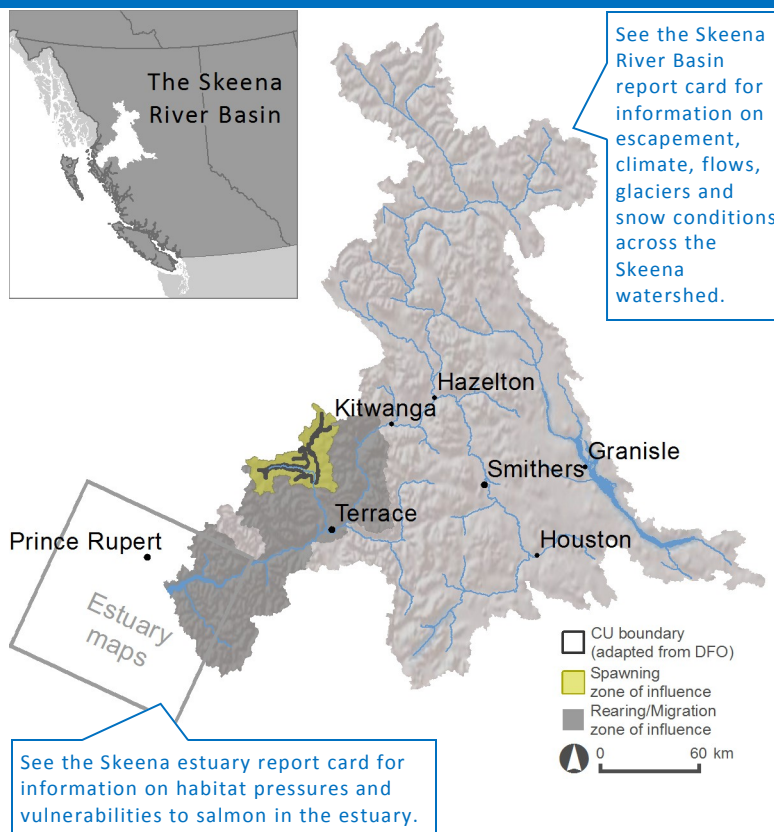 The Skeena
River Basin
See the Skeena
River Basin
report card for
information on
escapement,
climate, flows,
glaciers and
snow conditions
across the
Skeena
watershed.
Hazelton
Kitwanga
Granisle
Smithers
Terrace
Prince Rupert
Houston
Estuary
maps
CU boundary
(adapted from DFO)
Spawning
zone of influence
Rearing/Migration
zone of influence
0 60 km
See the Skeena estuary report card for
information on habitat pressures and
vulnerabilities to salmon in the estuary.